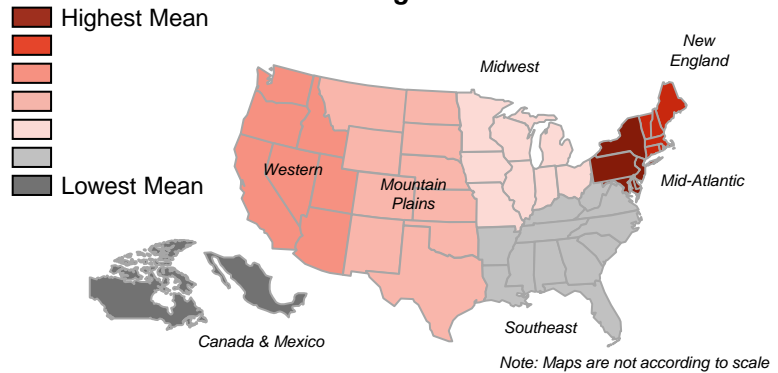 Highest Mean
Lowest Mean
New
England
Midwest
Western
Mountain
Plains
Mid-Atlantic
Southeast
Canada & Mexico
Note: Maps are not according to scale